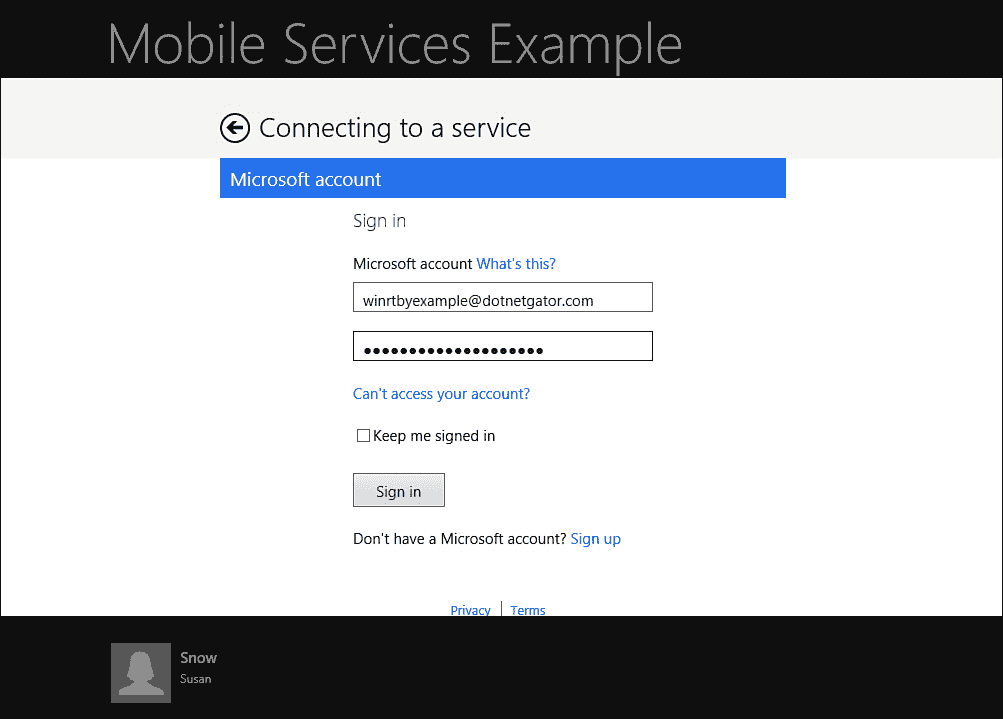 Mobile Services Example
Connecting to a service
Microsoft account
Sign in
Microsoft account What's this?
winrtbyexample@dotnetgator.com
●●●●●●●●●●●●●●●●●●●●
Can't access your account?
Keep me signed in
Sign in
Don't have a Microsoft account? Sign up
Privacy | Terms
Snow
Susan